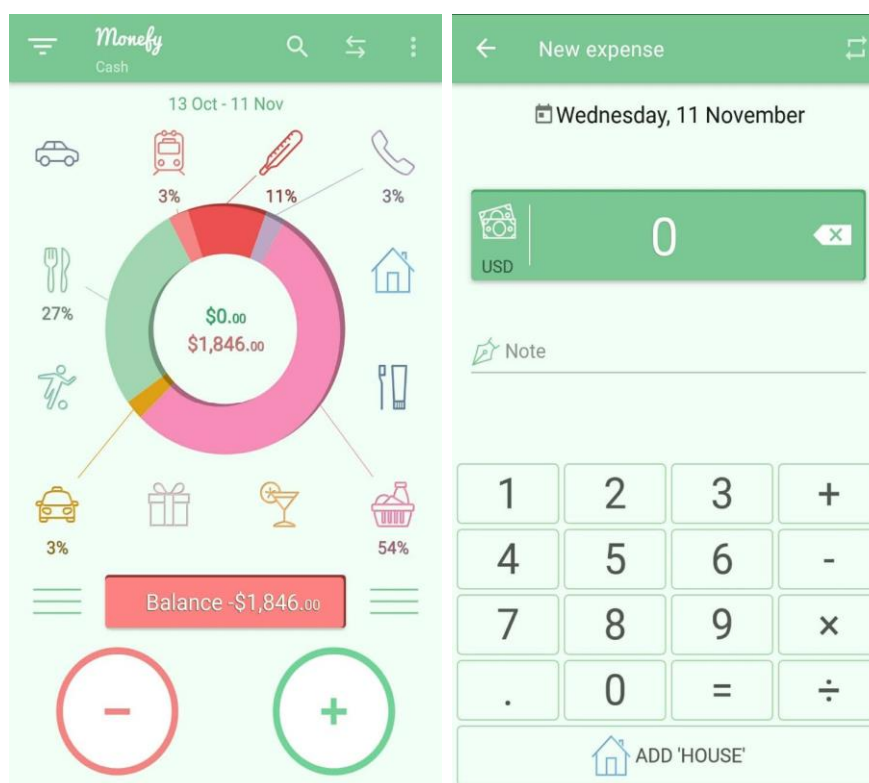 Monefy
Cash
13 Oct - 11 Nov
3%
11%
3%
27%
$0.00
$1,846.00
3%
54%
Balance -$1,846.00
−
+
New expense
Wednesday, 11 November
USD
0
Note
1 2 3 +
4 5 6 -
7 8 9 ×
. 0 = ÷
ADD 'HOUSE'